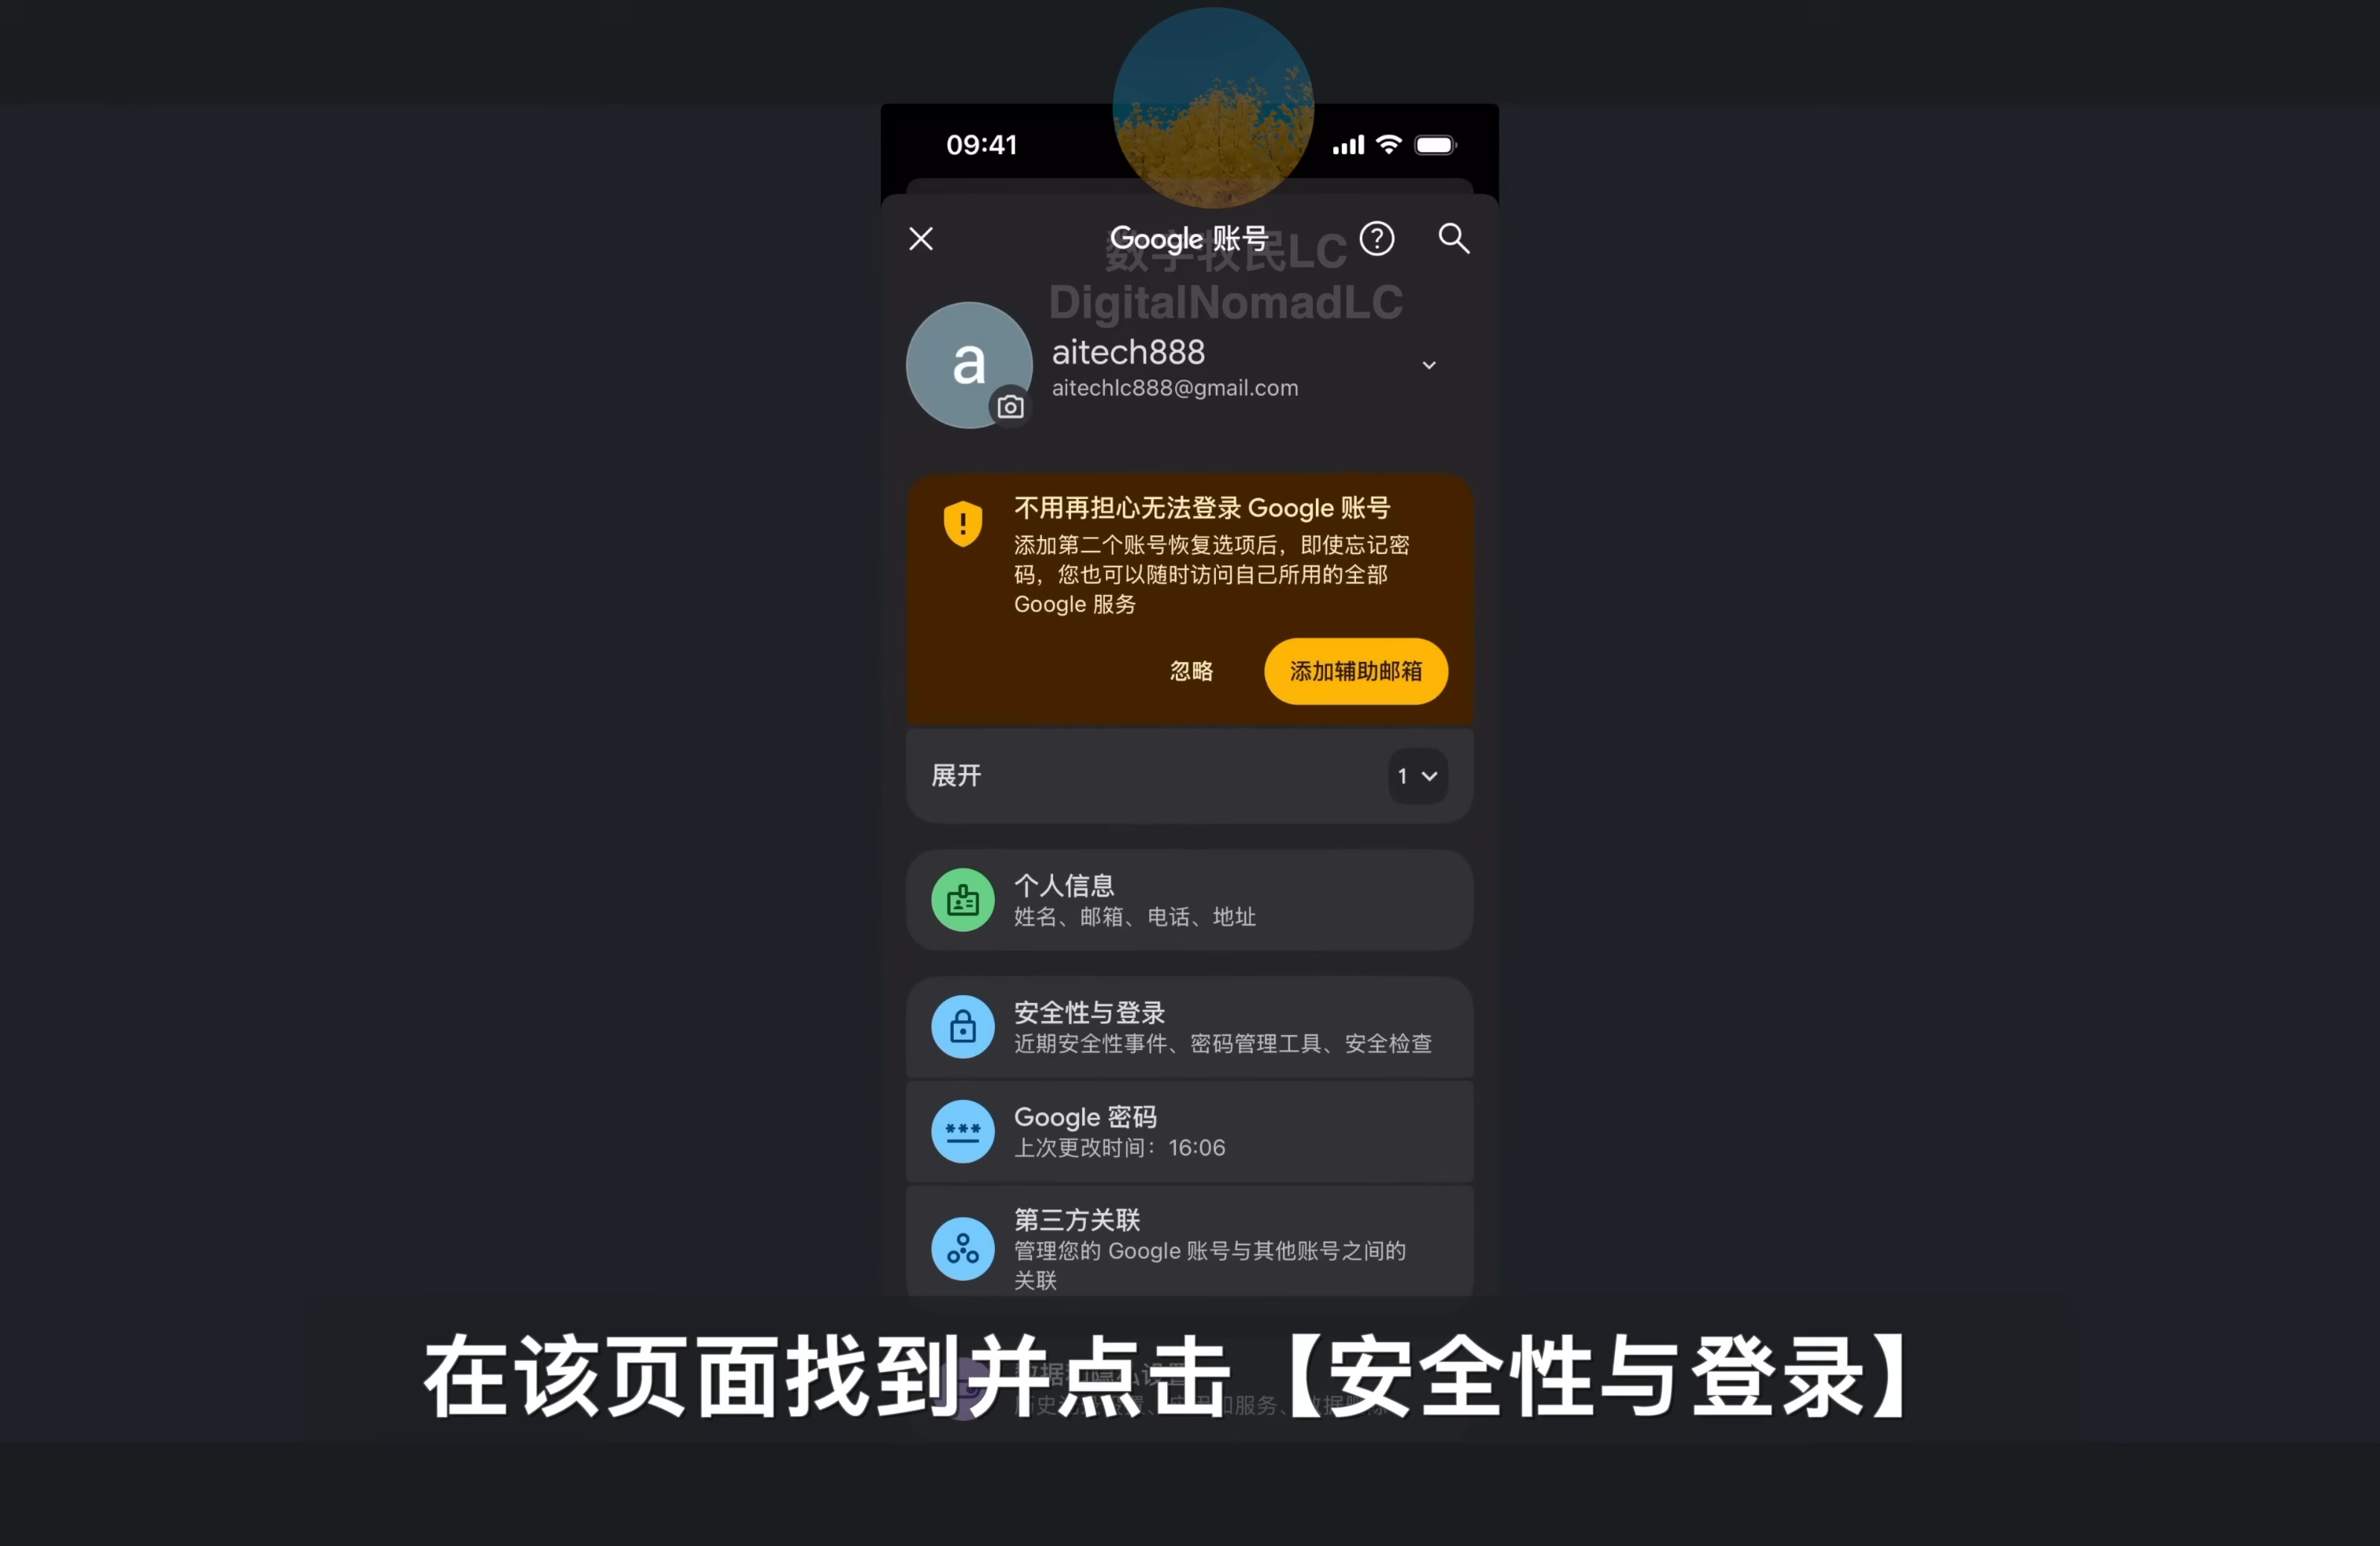 09:41
Google 账号
数字牧民LC
DigitalNomadLC
a
aitech888
aitechlc888@gmail.com
不用再担心无法登录 Google 账号
添加第二个账号恢复选项后，即使忘记密
码，您也可以随时访问自己所用的全部
Google 服务
忽略
添加辅助邮箱
展开
1
个人信息
姓名、邮箱、电话、地址
安全性与登录
近期安全性事件、密码管理工具、安全检查
Google 密码
上次更改时间：16:06
第三方关联
管理您的 Google 账号与其他账号之间的
关联
在该页面找到并点击【安全性与登录】